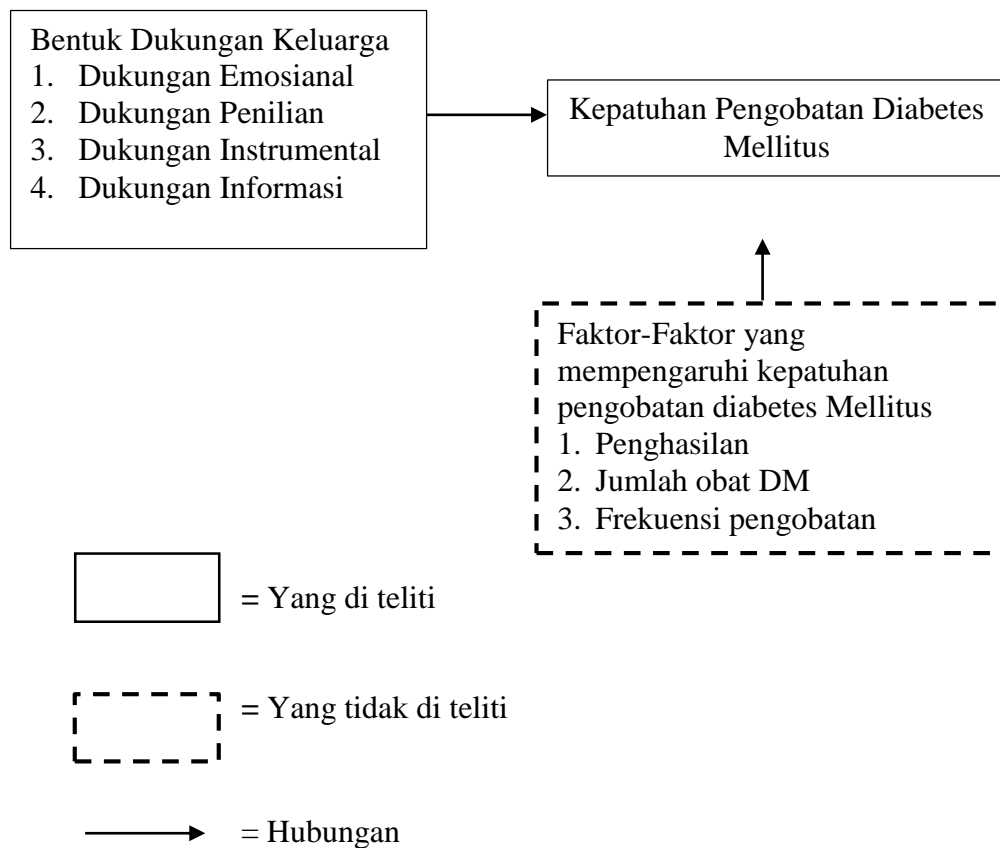 Bentuk Dukungan Keluarga
1. Dukungan Emosianal
2. Dukungan Penilian
3. Dukungan Instrumental
4. Dukungan Informasi
Kepatuhan Pengobatan Diabetes
Mellitus
Faktor-Faktor yang
mempengaruhi kepatuhan
pengobatan diabetes Mellitus
1. Penghasilan
2. Jumlah obat DM
3. Frekuensi pengobatan
= Yang di teliti
= Yang tidak di teliti
= Hubungan